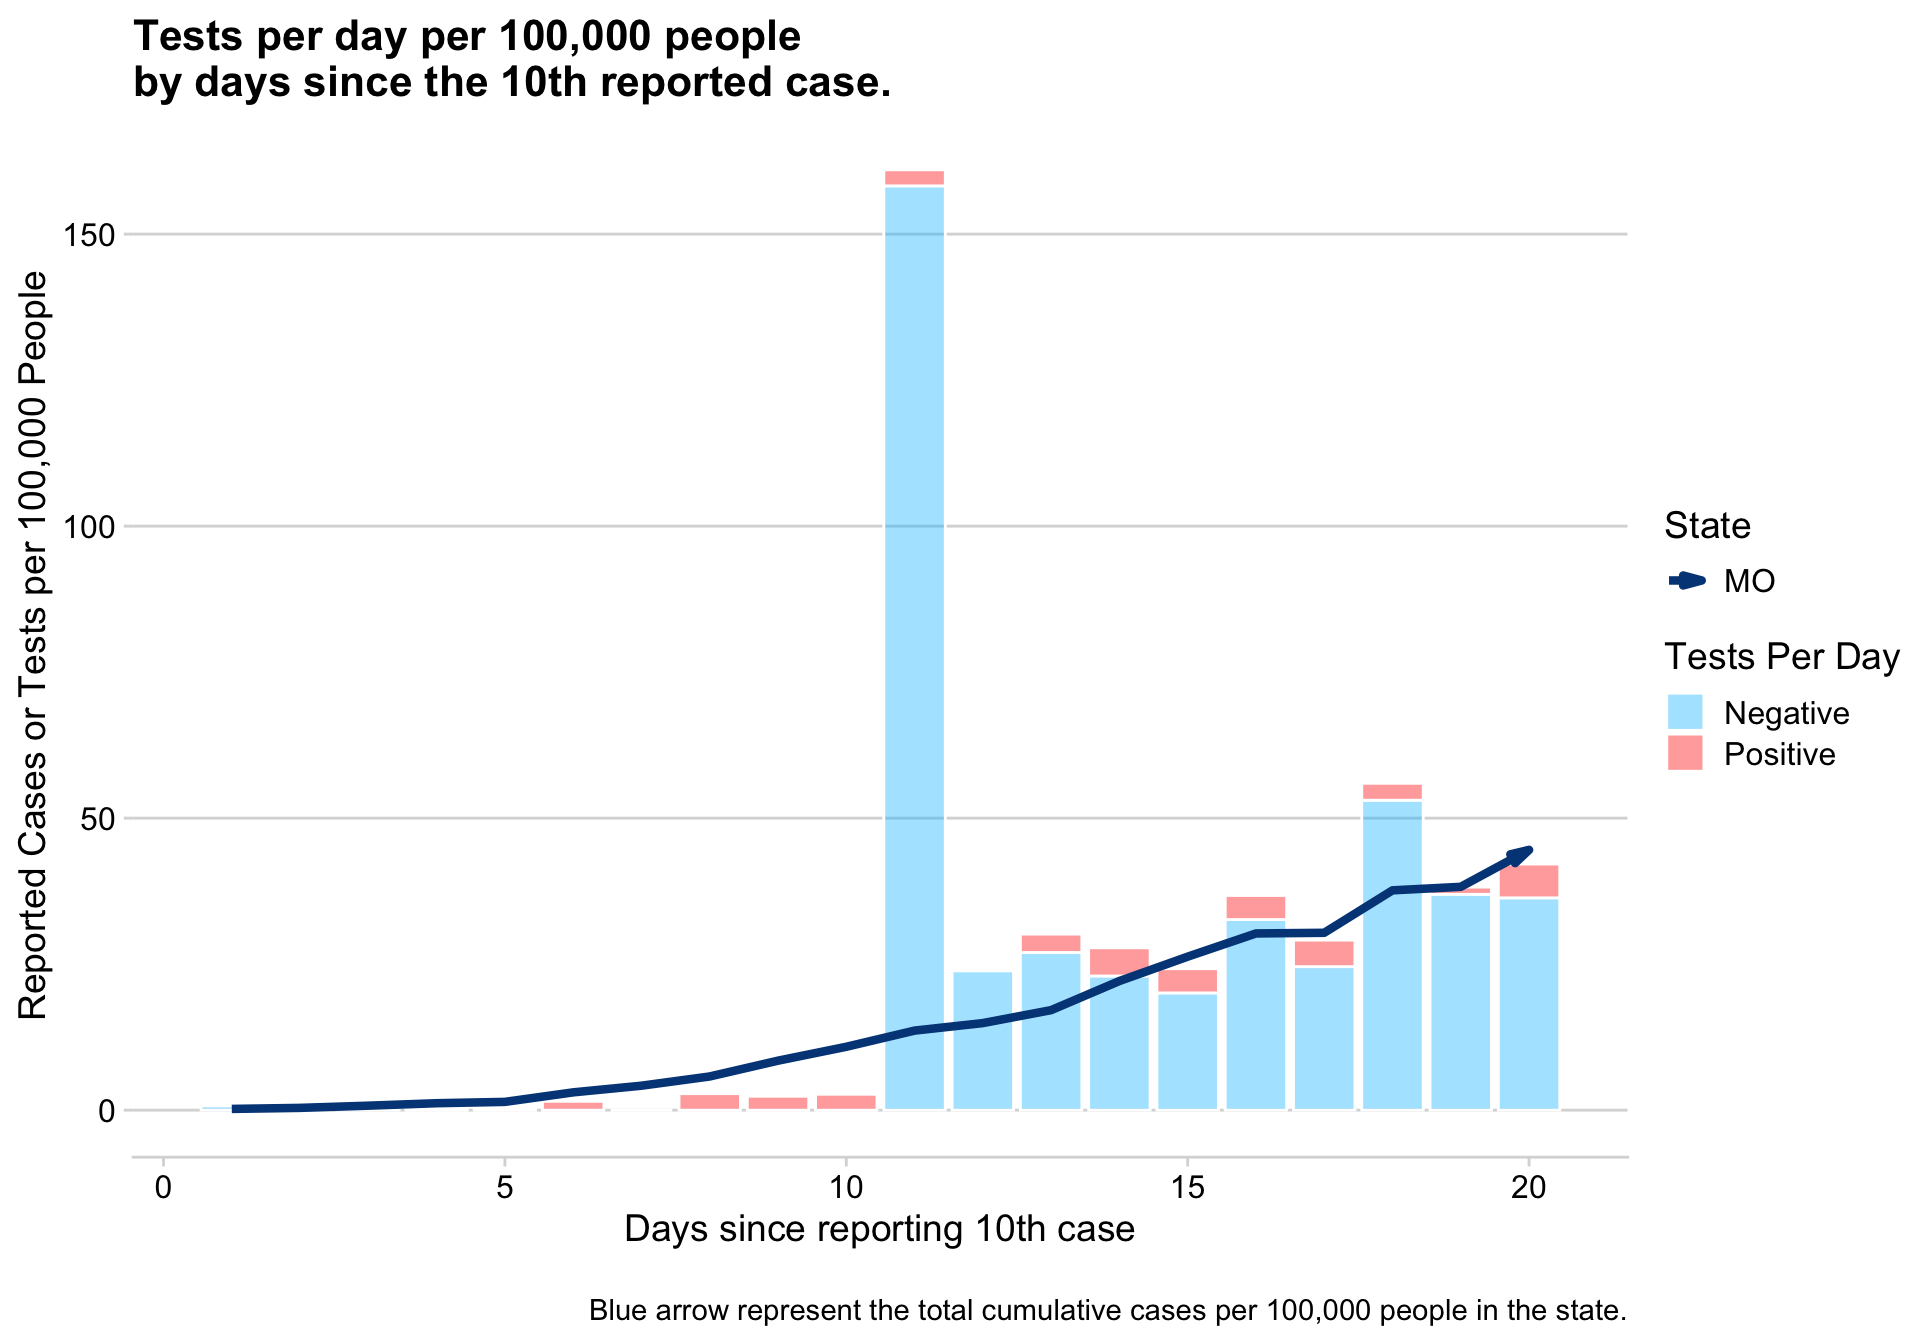 Tests per day per 100,000 people
by days since the 10th reported case.
Reported Cases or Tests per 100,000 People
150
100
50
0
0 5 10 15 20
Days since reporting 10th case
State
MO
Tests Per Day
Negative
Positive
Blue arrow represent the total cumulative cases per 100,000 people in the state.